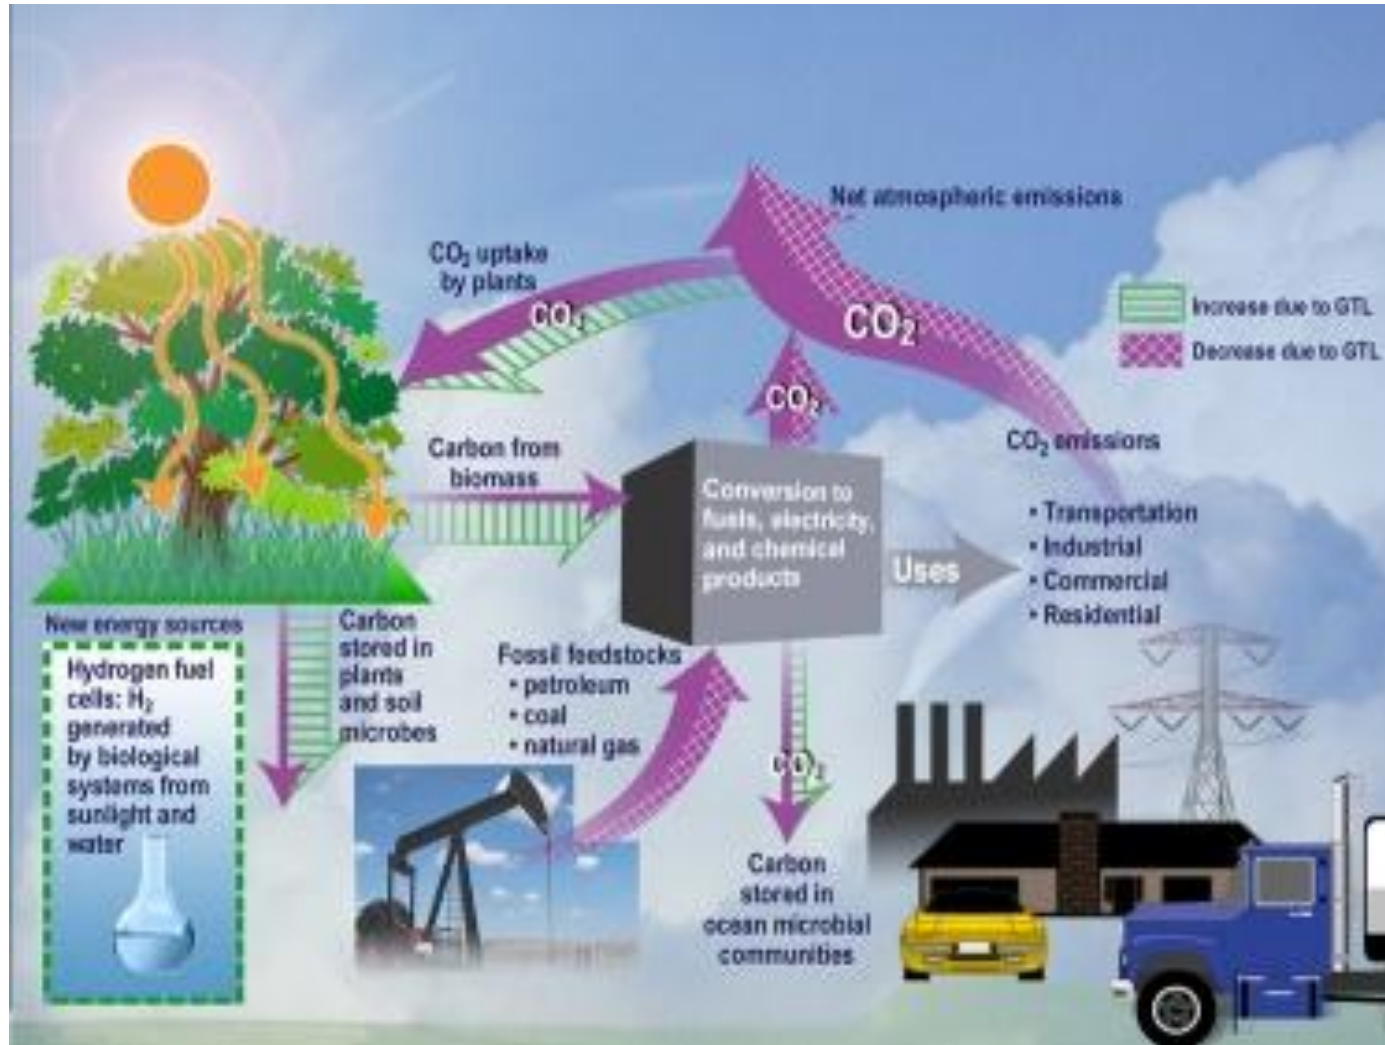 Net atmospheric emissions
CO₂ uptake
by plants
CO₂
CO₂
Increase due to GTL
Decrease due to GTL
CO₂
CO₂ emissions
Carbon from
biomass
Conversion to
fuels, electricity,
and chemical
products
Uses
• Transportation
• Industrial
• Commercial
• Residential
New energy sources
Hydrogen fuel
cells: H₂
generated
by biological
systems from
sunlight and
water
Carbon
stored in
plants
and soil
microbes
Fossil feedstocks
• petroleum
• coal
• natural gas
CO₂
Carbon
stored in
ocean microbial
communities